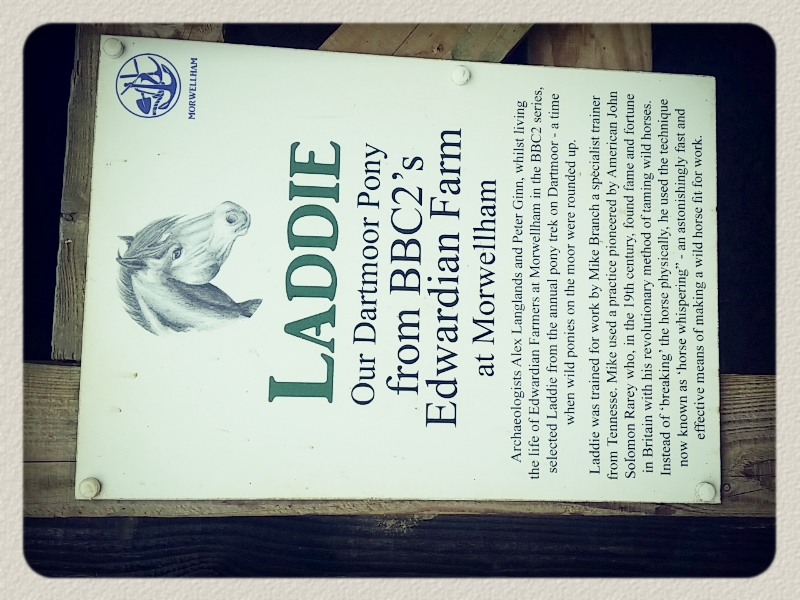 MORWELLHAM
LADDIE
Our Dartmoor Pony
from BBC2's
Edwardian Farm
at Morwellham
Archaeologists Alex Langlands and Peter Ginn, whilst living
the life of Edwardian Farmers at Morwellham in the BBC2 series,
selected Laddie from the annual pony trek on Dartmoor - a time
when wild ponies on the moor were rounded up.
Laddie was trained for work by Mike Branch a specialist trainer
from Tennesse. Mike used a practice pioneered by American John
Solomon Rarey who, in the 19th century, found fame and fortune
in Britain with his revolutionary method of taming wild horses.
Instead of 'breaking' the horse physically, he used the technique
now known as 'horse whispering” - an astonishingly fast and
effective means of making a wild horse fit for work.